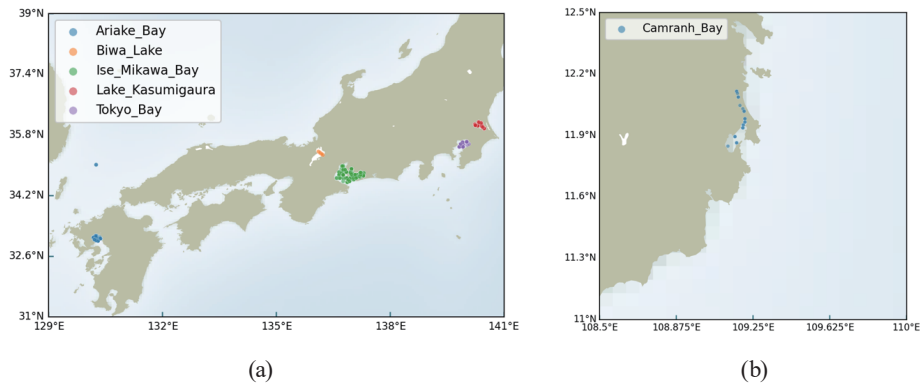 39°N
37.4°N
35.8°N
34.2°N
32.6°N
31°N
129°E
132°E
135°E
138°E
141°E
Ariake_Bay
Biwa_Lake
Ise_Mikawa_Bay
Lake_Kasumigaura
Tokyo_Bay
(a)
12.5°N
12.2°N
11.9°N
11.6°N
11.3°N
11°N
108.5°E
108.875°E
109.25°E
109.625°E
110°E
Camranh_Bay
(b)